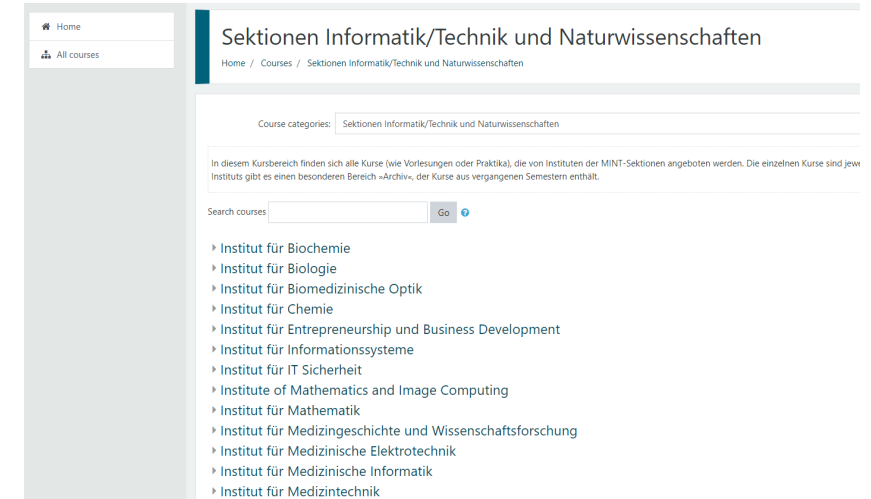 Home
All courses
Sektionen Informatik/Technik und Naturwissenschaften
Home / Courses / Sektionen Informatik/Technik und Naturwissenschaften
Course categories: Sektionen Informatik/Technik und Naturwissenschaften
In diesem Kursbereich finden sich alle Kurse (wie Vorlesungen oder Praktika), die von Instituten der MINT-Sektionen angeboten werden. Die einzelnen Kurse sind jewe
Instituts gibt es einen besonderen Bereich »Archiv«, der Kurse aus vergangenen Semestern enthält.
Search courses Go ?
Institut für Biochemie
Institut für Biologie
Institut für Biomedizinische Optik
Institut für Chemie
Institut für Entrepreneurship und Business Development
Institut für Informationssysteme
Institut für IT Sicherheit
Institute of Mathematics and Image Computing
Institut für Mathematik
Institut für Medizingeschichte und Wissenschaftsforschung
Institut für Medizinische Elektrotechnik
Institut für Medizinische Informatik
Institut für Medizintechnik